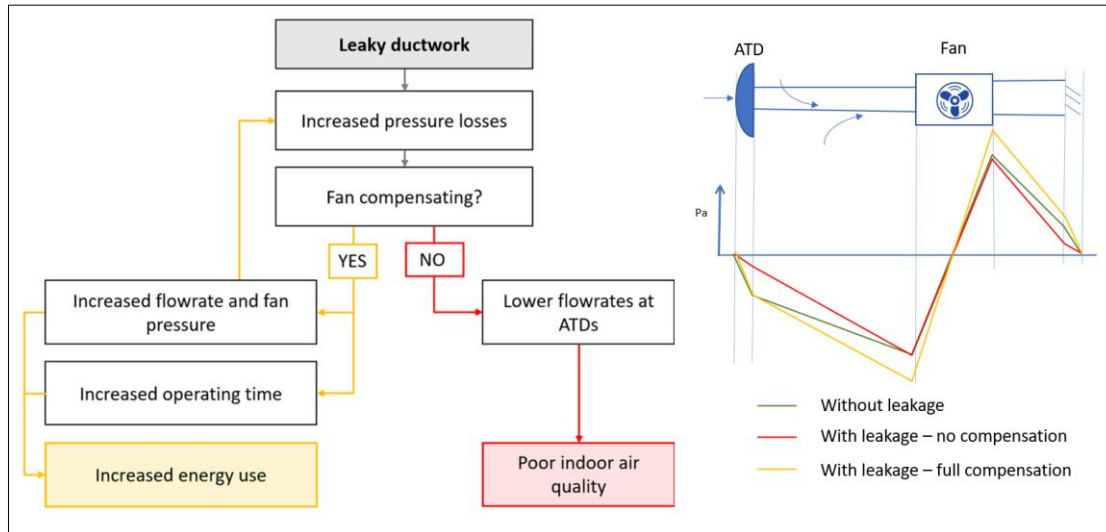 Leaky ductwork
Increased pressure losses
Fan compensating?
YES
NO
Increased flowrate and fan
pressure
Lower flowrates at
ATDs
Increased operating time
Increased energy use
Poor indoor air
quality
ATD
Fan
Pa
Without leakage
With leakage – no compensation
With leakage – full compensation